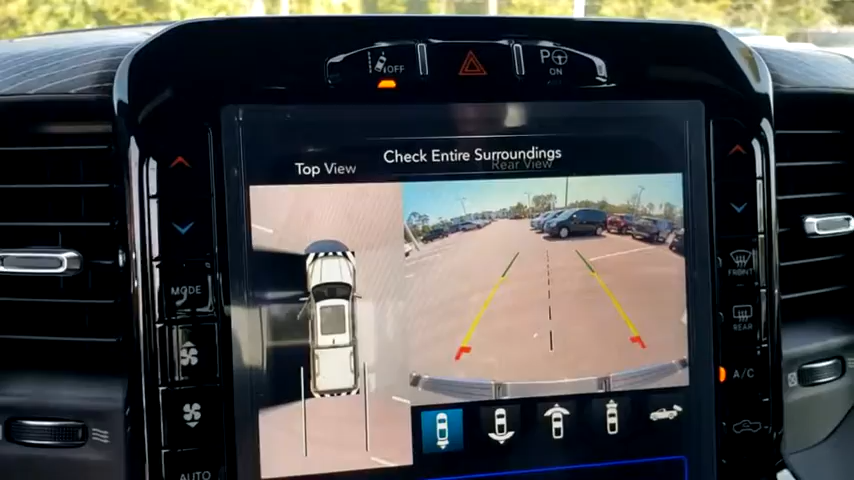 OFF
P
ON
Check Entire Surroundings
Top View
Rear View
MODE
FRONT
REAR
A/C
AUTO